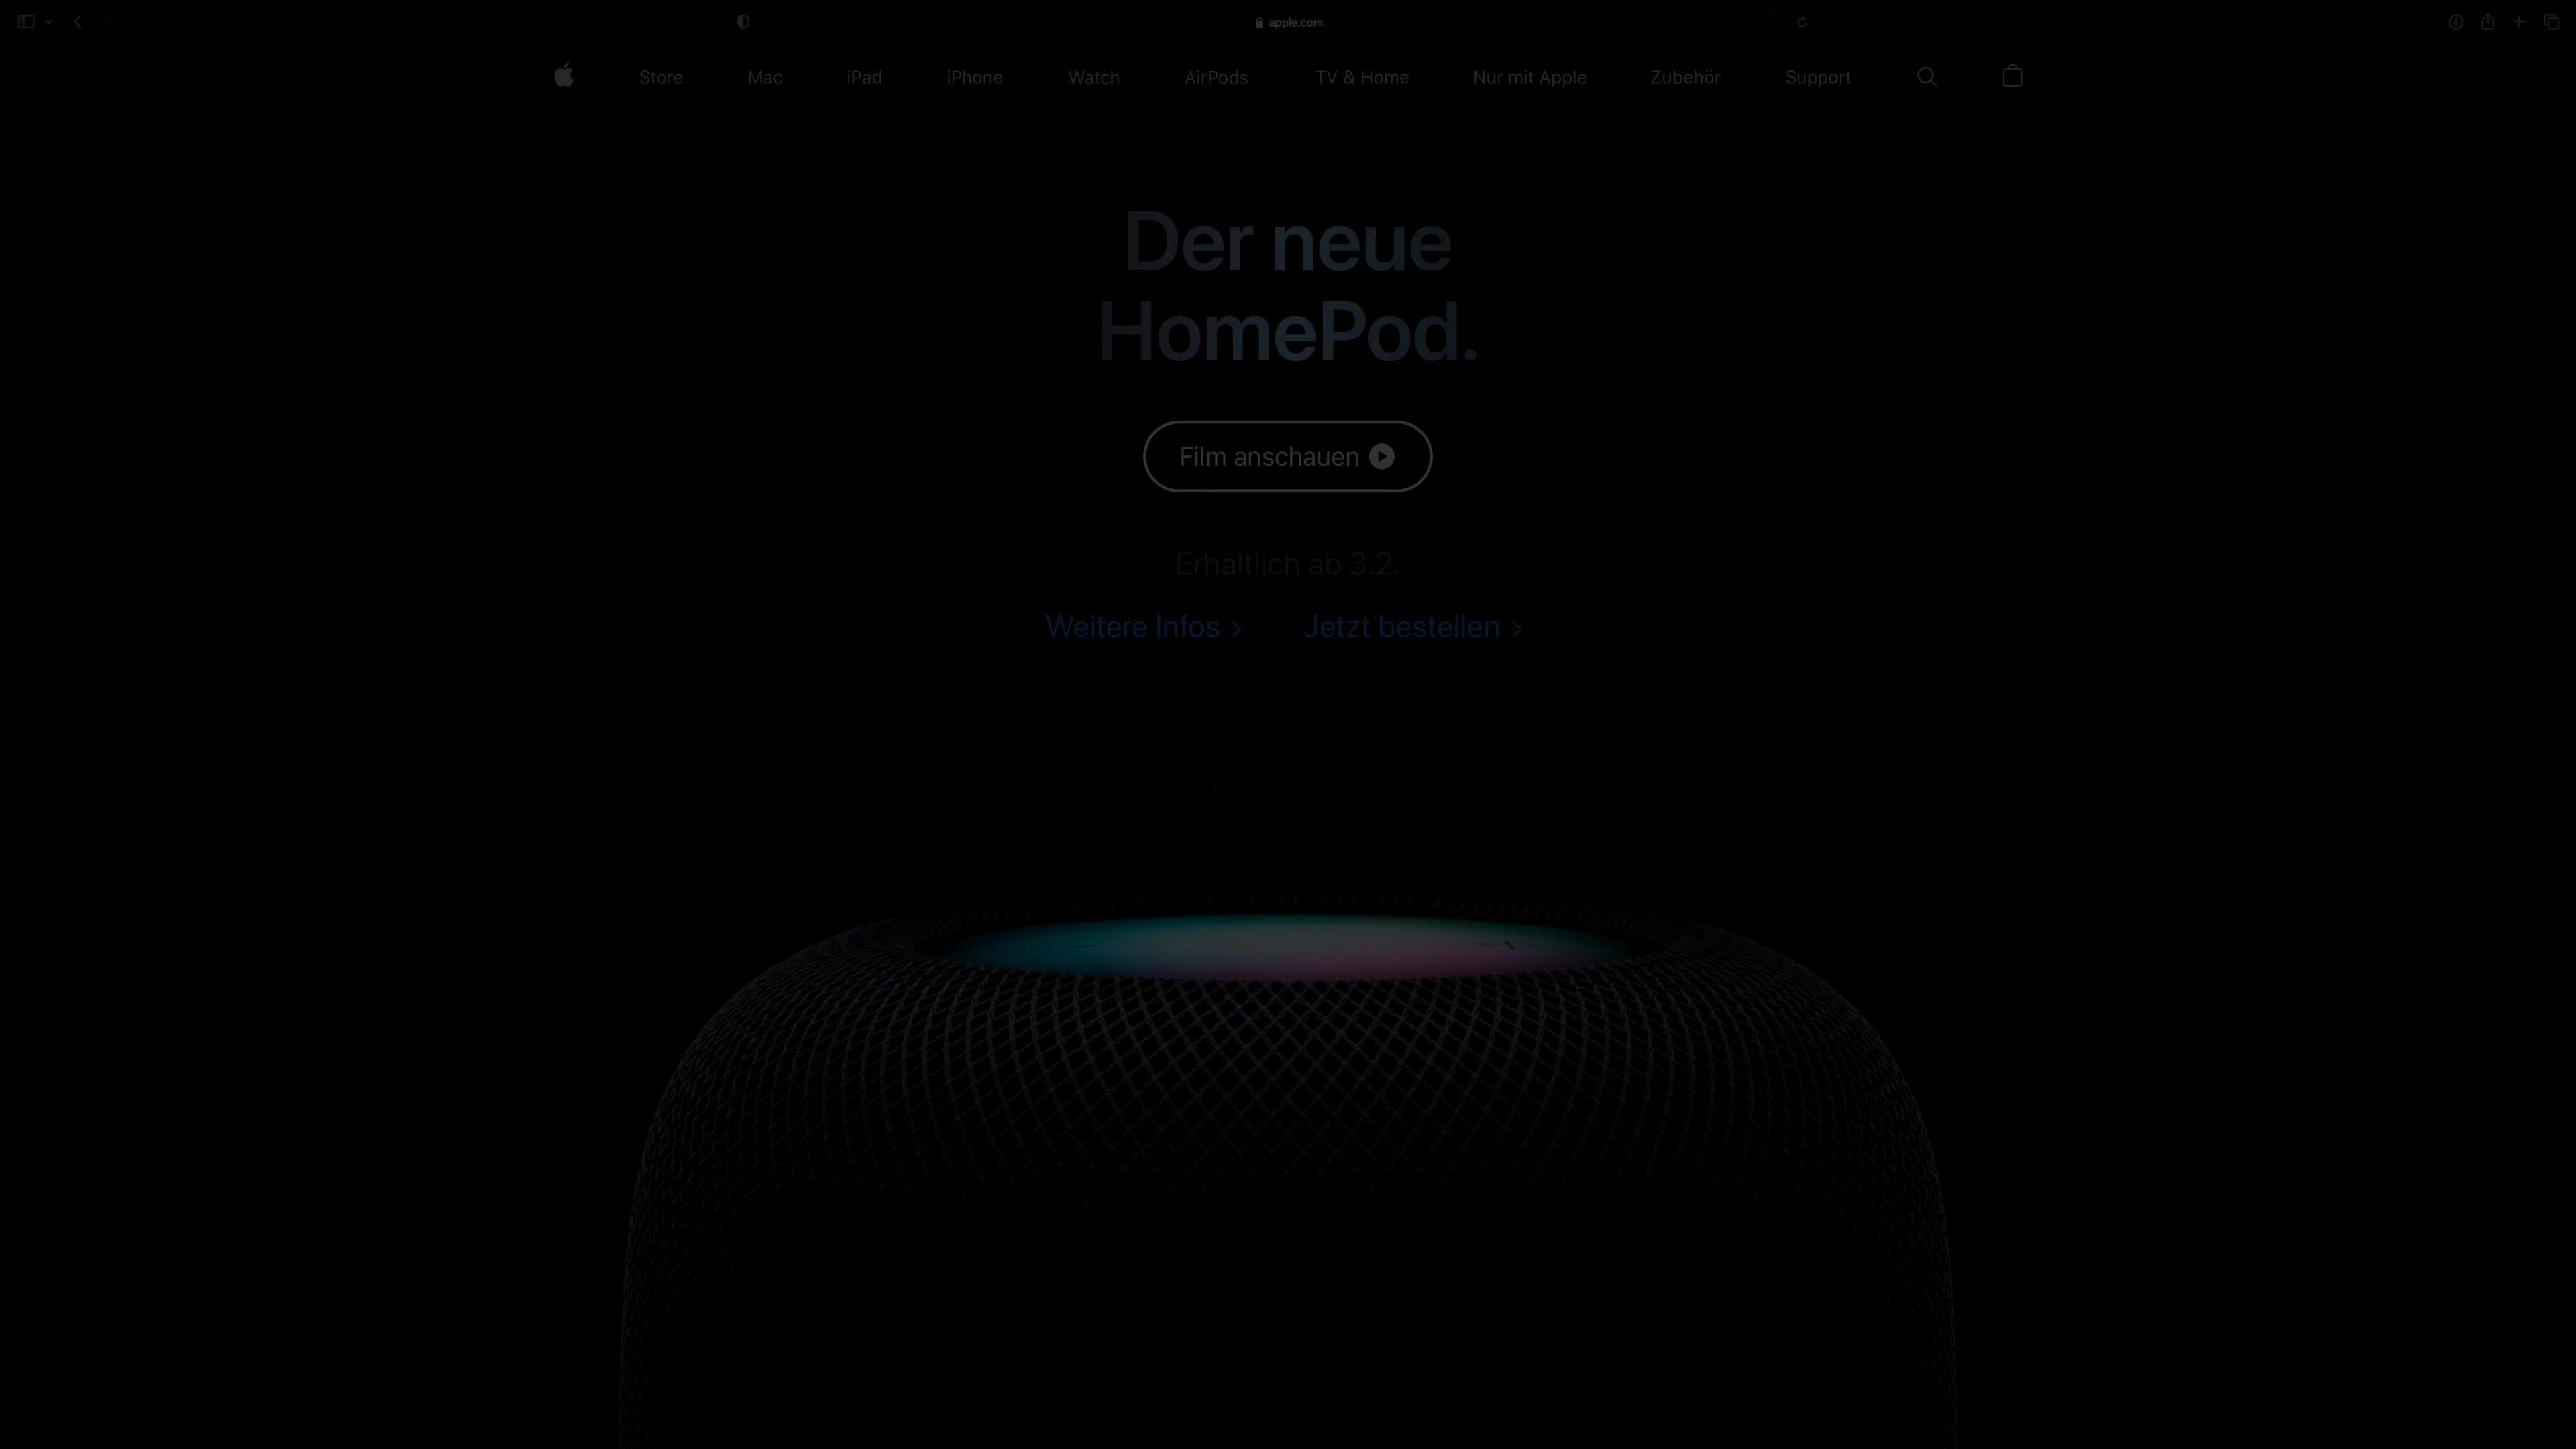 apple.com
Store Mac iPad iPhone Watch AirPods TV & Home Nur mit Apple Zubehör Support
Der neue
HomePod.
Film anschauen
Erhältlich ab 3.2.
Weitere Infos > Jetzt bestellen >